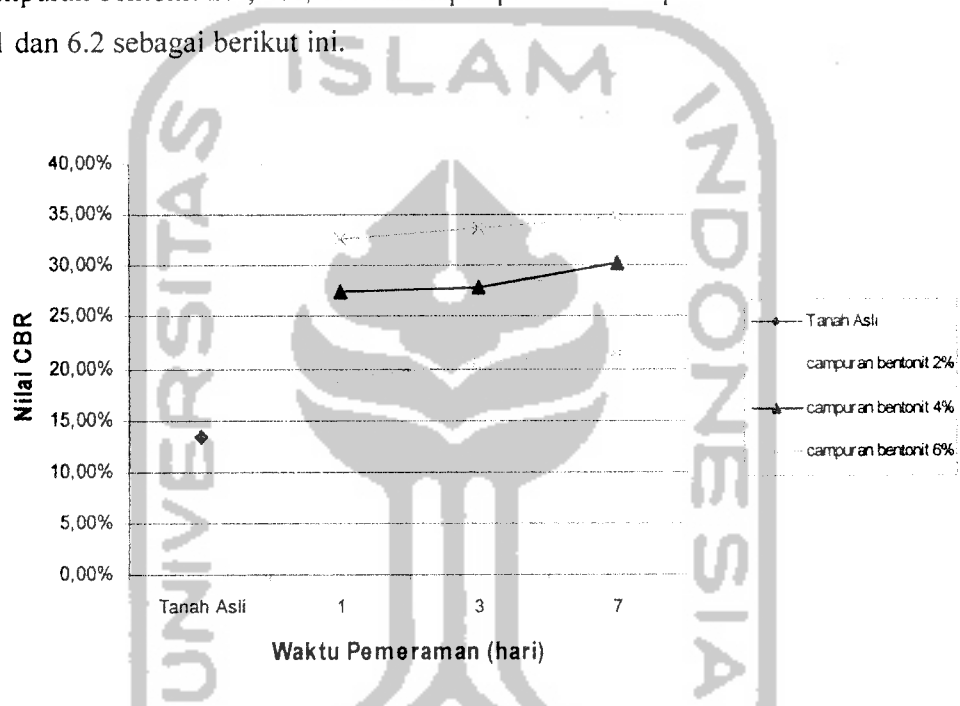 dan 6.2 sebagai berikut ini.
ISLAM
UNIVERSITAS
INDONESIA
40,00%
35,00%
30,00%
25,00%
20,00%
15,00%
10,00%
5,00%
0,00%
Nilai CBR
Tanah Asli 1 3 7
Waktu Pemeraman (hari)
Tanah Asli
campuran bentonit 2%
campuran bentonit 4%
campuran bentonit 6%